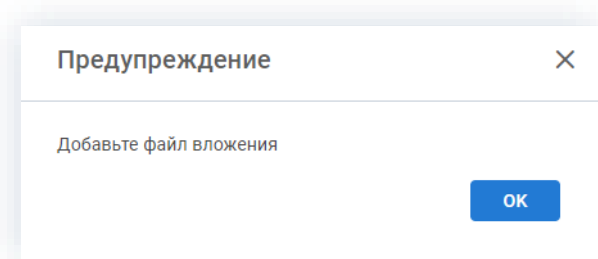 Предупреждение
Добавьте файл вложения
OK